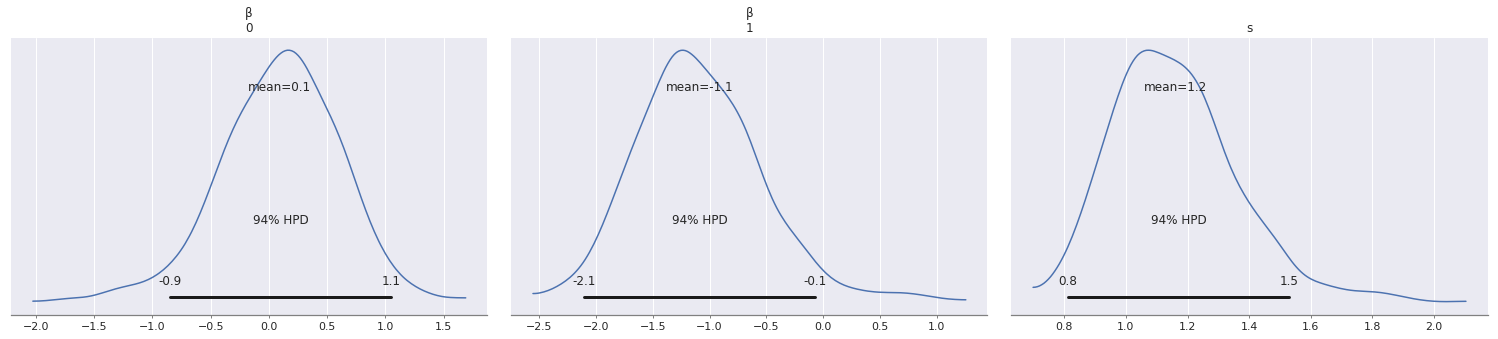 β
0
mean=0.1
94% HPD
-0.9
1.1
−2.0 −1.5 −1.0 −0.5 0.0 0.5 1.0 1.5
β
1
mean=-1.1
94% HPD
-2.1
-0.1
−2.5 −2.0 −1.5 −1.0 −0.5 0.0 0.5 1.0
s
mean=1.2
94% HPD
0.8
1.5
0.8 1.0 1.2 1.4 1.6 1.8 2.0